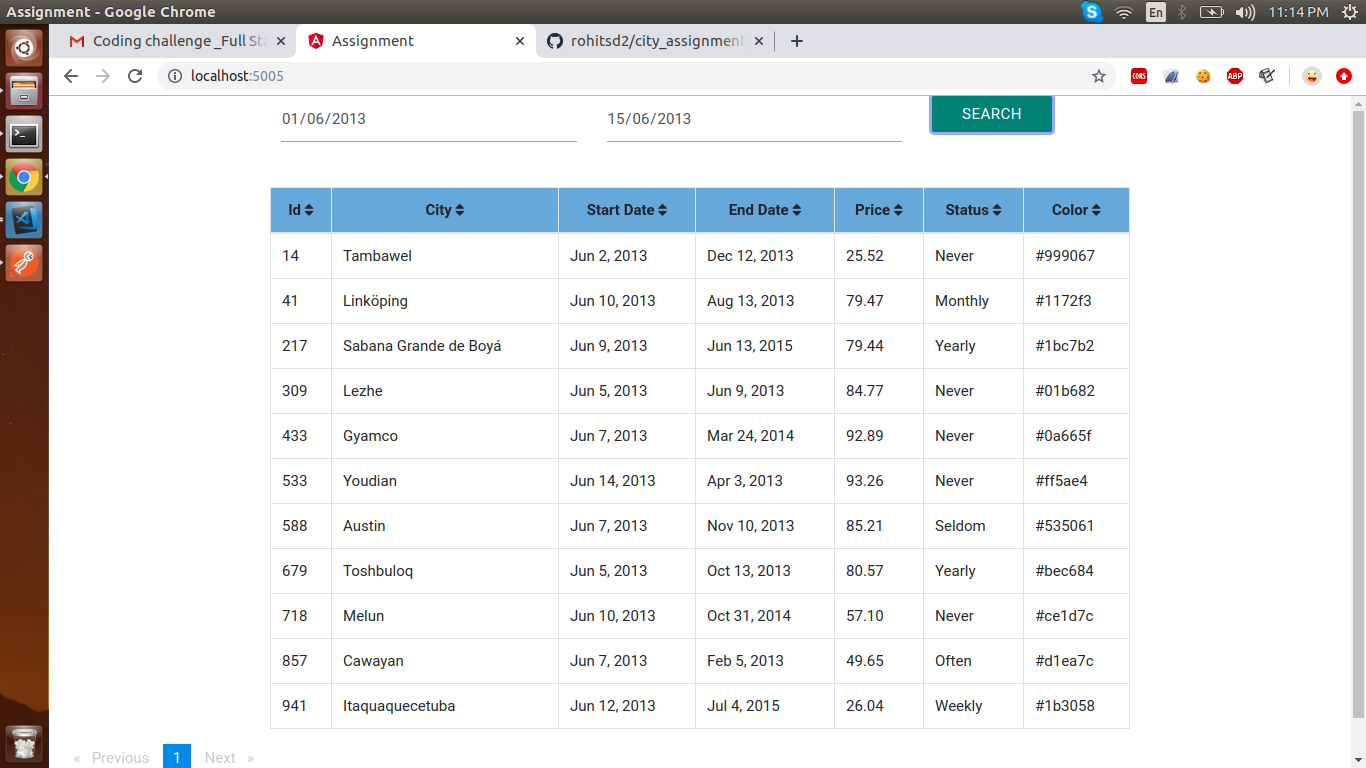 Assignment - Google Chrome En 11:14 PM
Coding challenge _Full Sta Assignment rohitsd2/city_assignment
localhost:5005 CORS ABP
01/06/2013 15/06/2013 SEARCH
Id City Start Date End Date Price Status Color
14 Tambawel Jun 2, 2013 Dec 12, 2013 25.52 Never #999067
41 Linköping Jun 10, 2013 Aug 13, 2013 79.47 Monthly #1172f3
217 Sabana Grande de Boyá Jun 9, 2013 Jun 13, 2015 79.44 Yearly #1bc7b2
309 Lezhe Jun 5, 2013 Jun 9, 2013 84.77 Never #01b682
433 Gyamco Jun 7, 2013 Mar 24, 2014 92.89 Never #0a665f
533 Youdian Jun 14, 2013 Apr 3, 2013 93.26 Never #ff5ae4
588 Austin Jun 7, 2013 Nov 10, 2013 85.21 Seldom #535061
679 Toshbuloq Jun 5, 2013 Oct 13, 2013 80.57 Yearly #bec684
718 Melun Jun 10, 2013 Oct 31, 2014 57.10 Never #ce1d7c
857 Cawayan Jun 7, 2013 Feb 5, 2013 49.65 Often #d1ea7c
941 Itaquaquecetuba Jun 12, 2013 Jul 4, 2015 26.04 Weekly #1b3058
« Previous 1 Next »